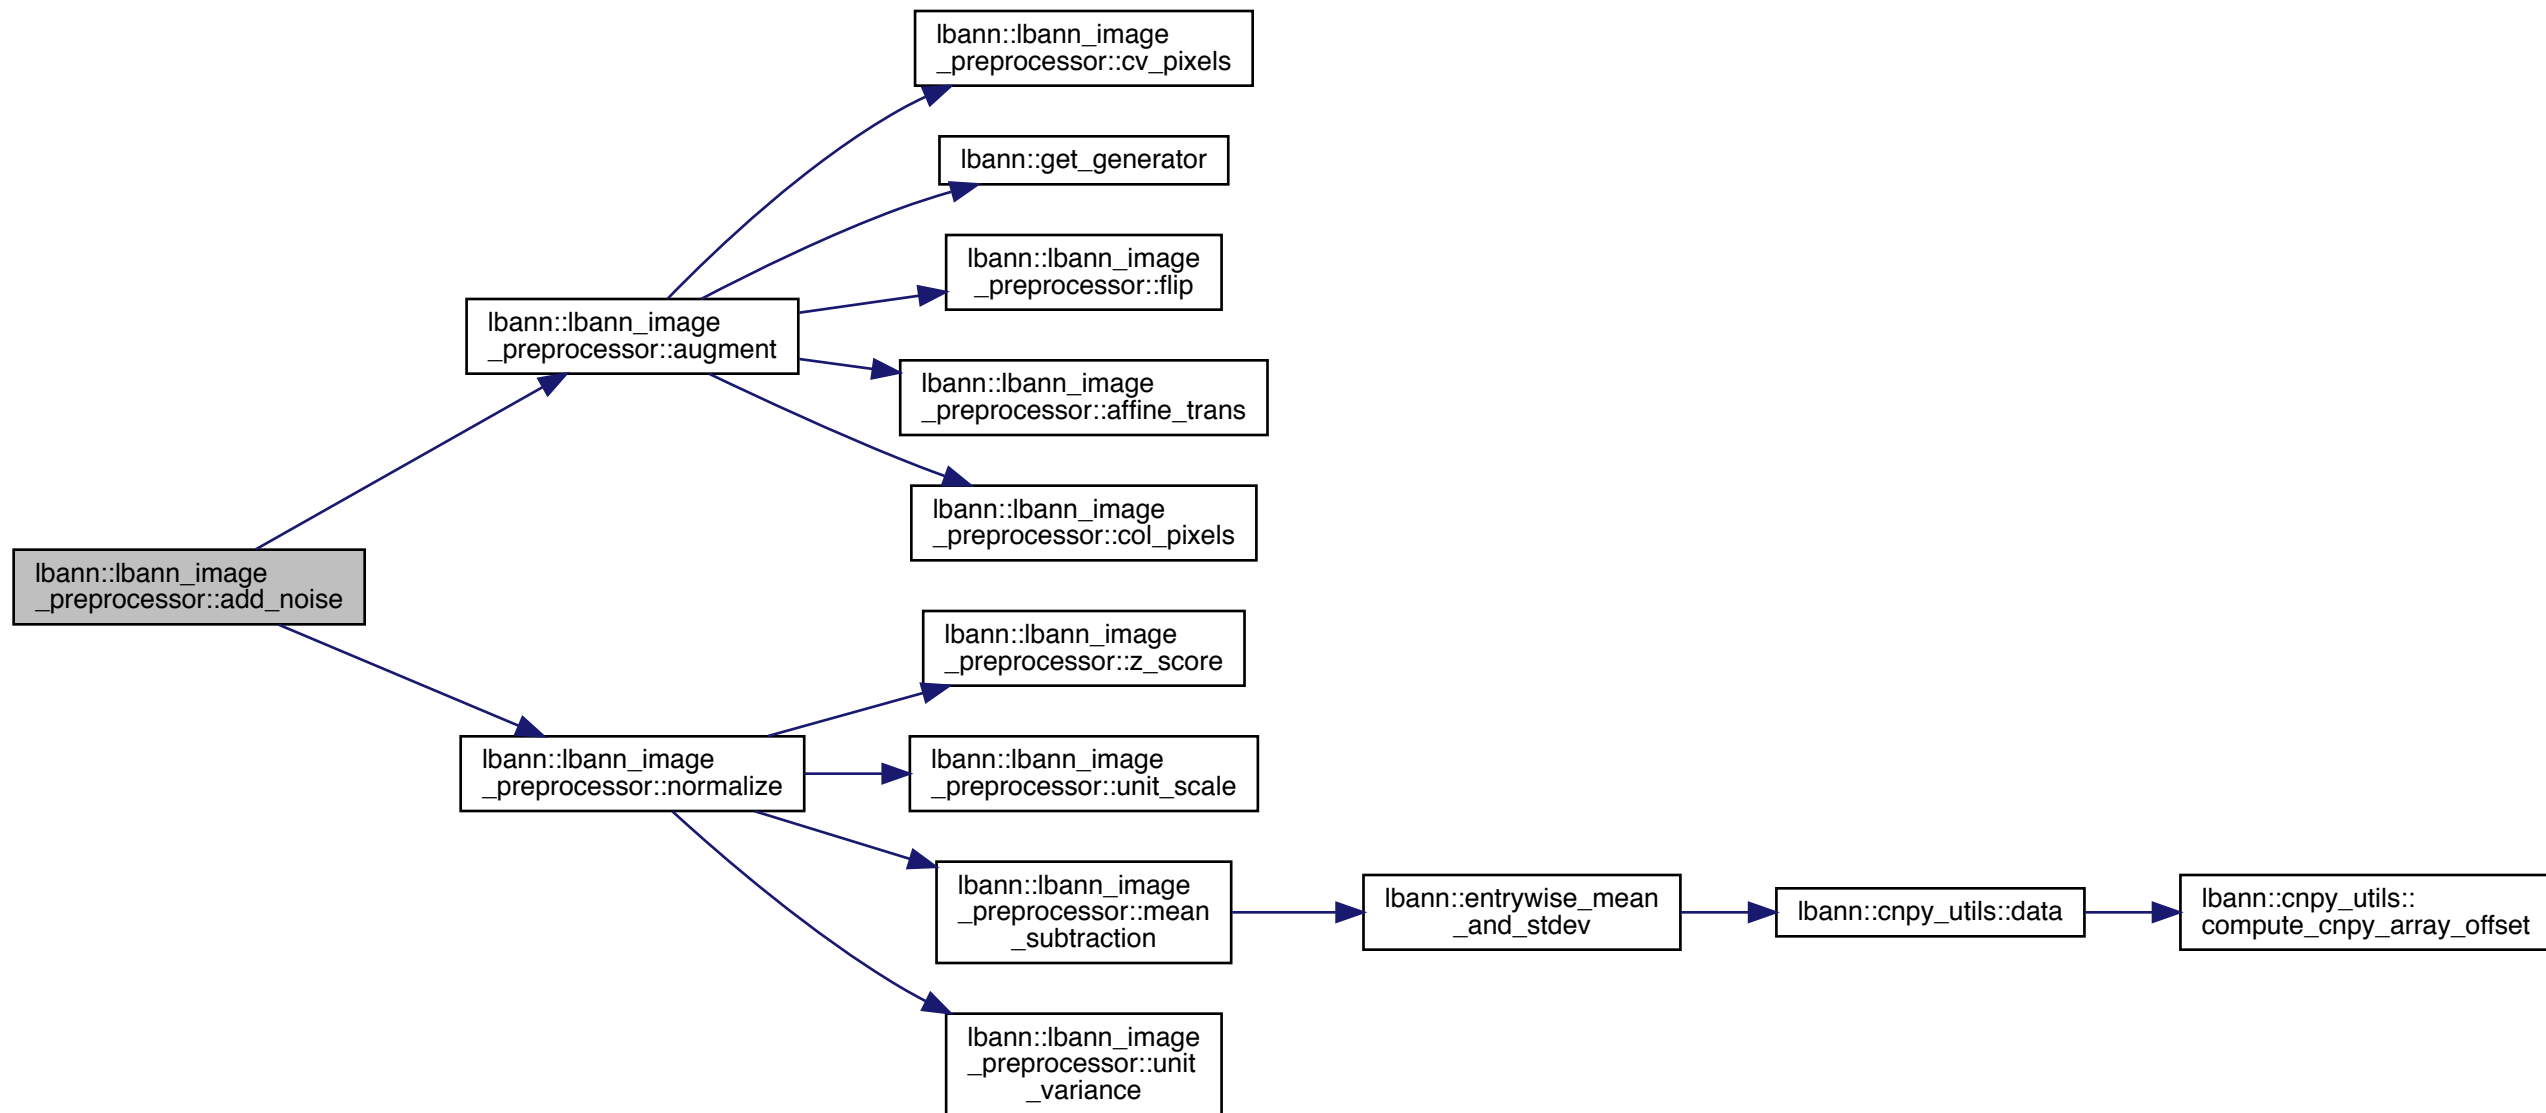 lbann::lbann_image
_preprocessor::cv_pixels
lbann::get_generator
lbann::lbann_image
_preprocessor::flip
lbann::lbann_image
_preprocessor::augment
lbann::lbann_image
_preprocessor::affine_trans
lbann::lbann_image
_preprocessor::col_pixels
lbann::lbann_image
_preprocessor::add_noise
lbann::lbann_image
_preprocessor::z_score
lbann::lbann_image
_preprocessor::normalize
lbann::lbann_image
_preprocessor::unit_scale
lbann::lbann_image
_preprocessor::mean
_subtraction
lbann::entrywise_mean
_and_stdev
lbann::cnpy_utils::data
lbann::cnpy_utils::
compute_cnpy_array_offset
lbann::lbann_image
_preprocessor::unit
_variance